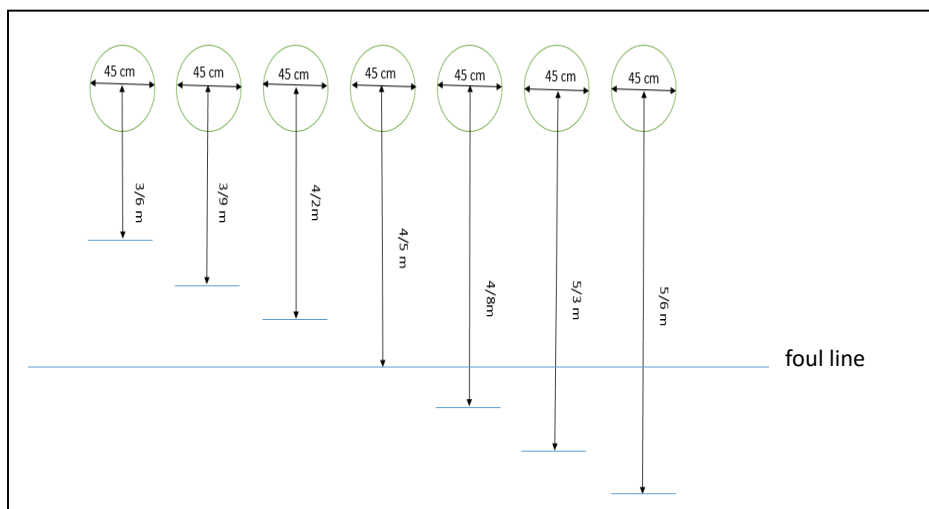 45 cm 45 cm 45 cm 45 cm 45 cm 45 cm 45 cm
3/6 m
3/9 m
4/2m
4/5 m
4/8m
5/3 m
5/6 m
foul line